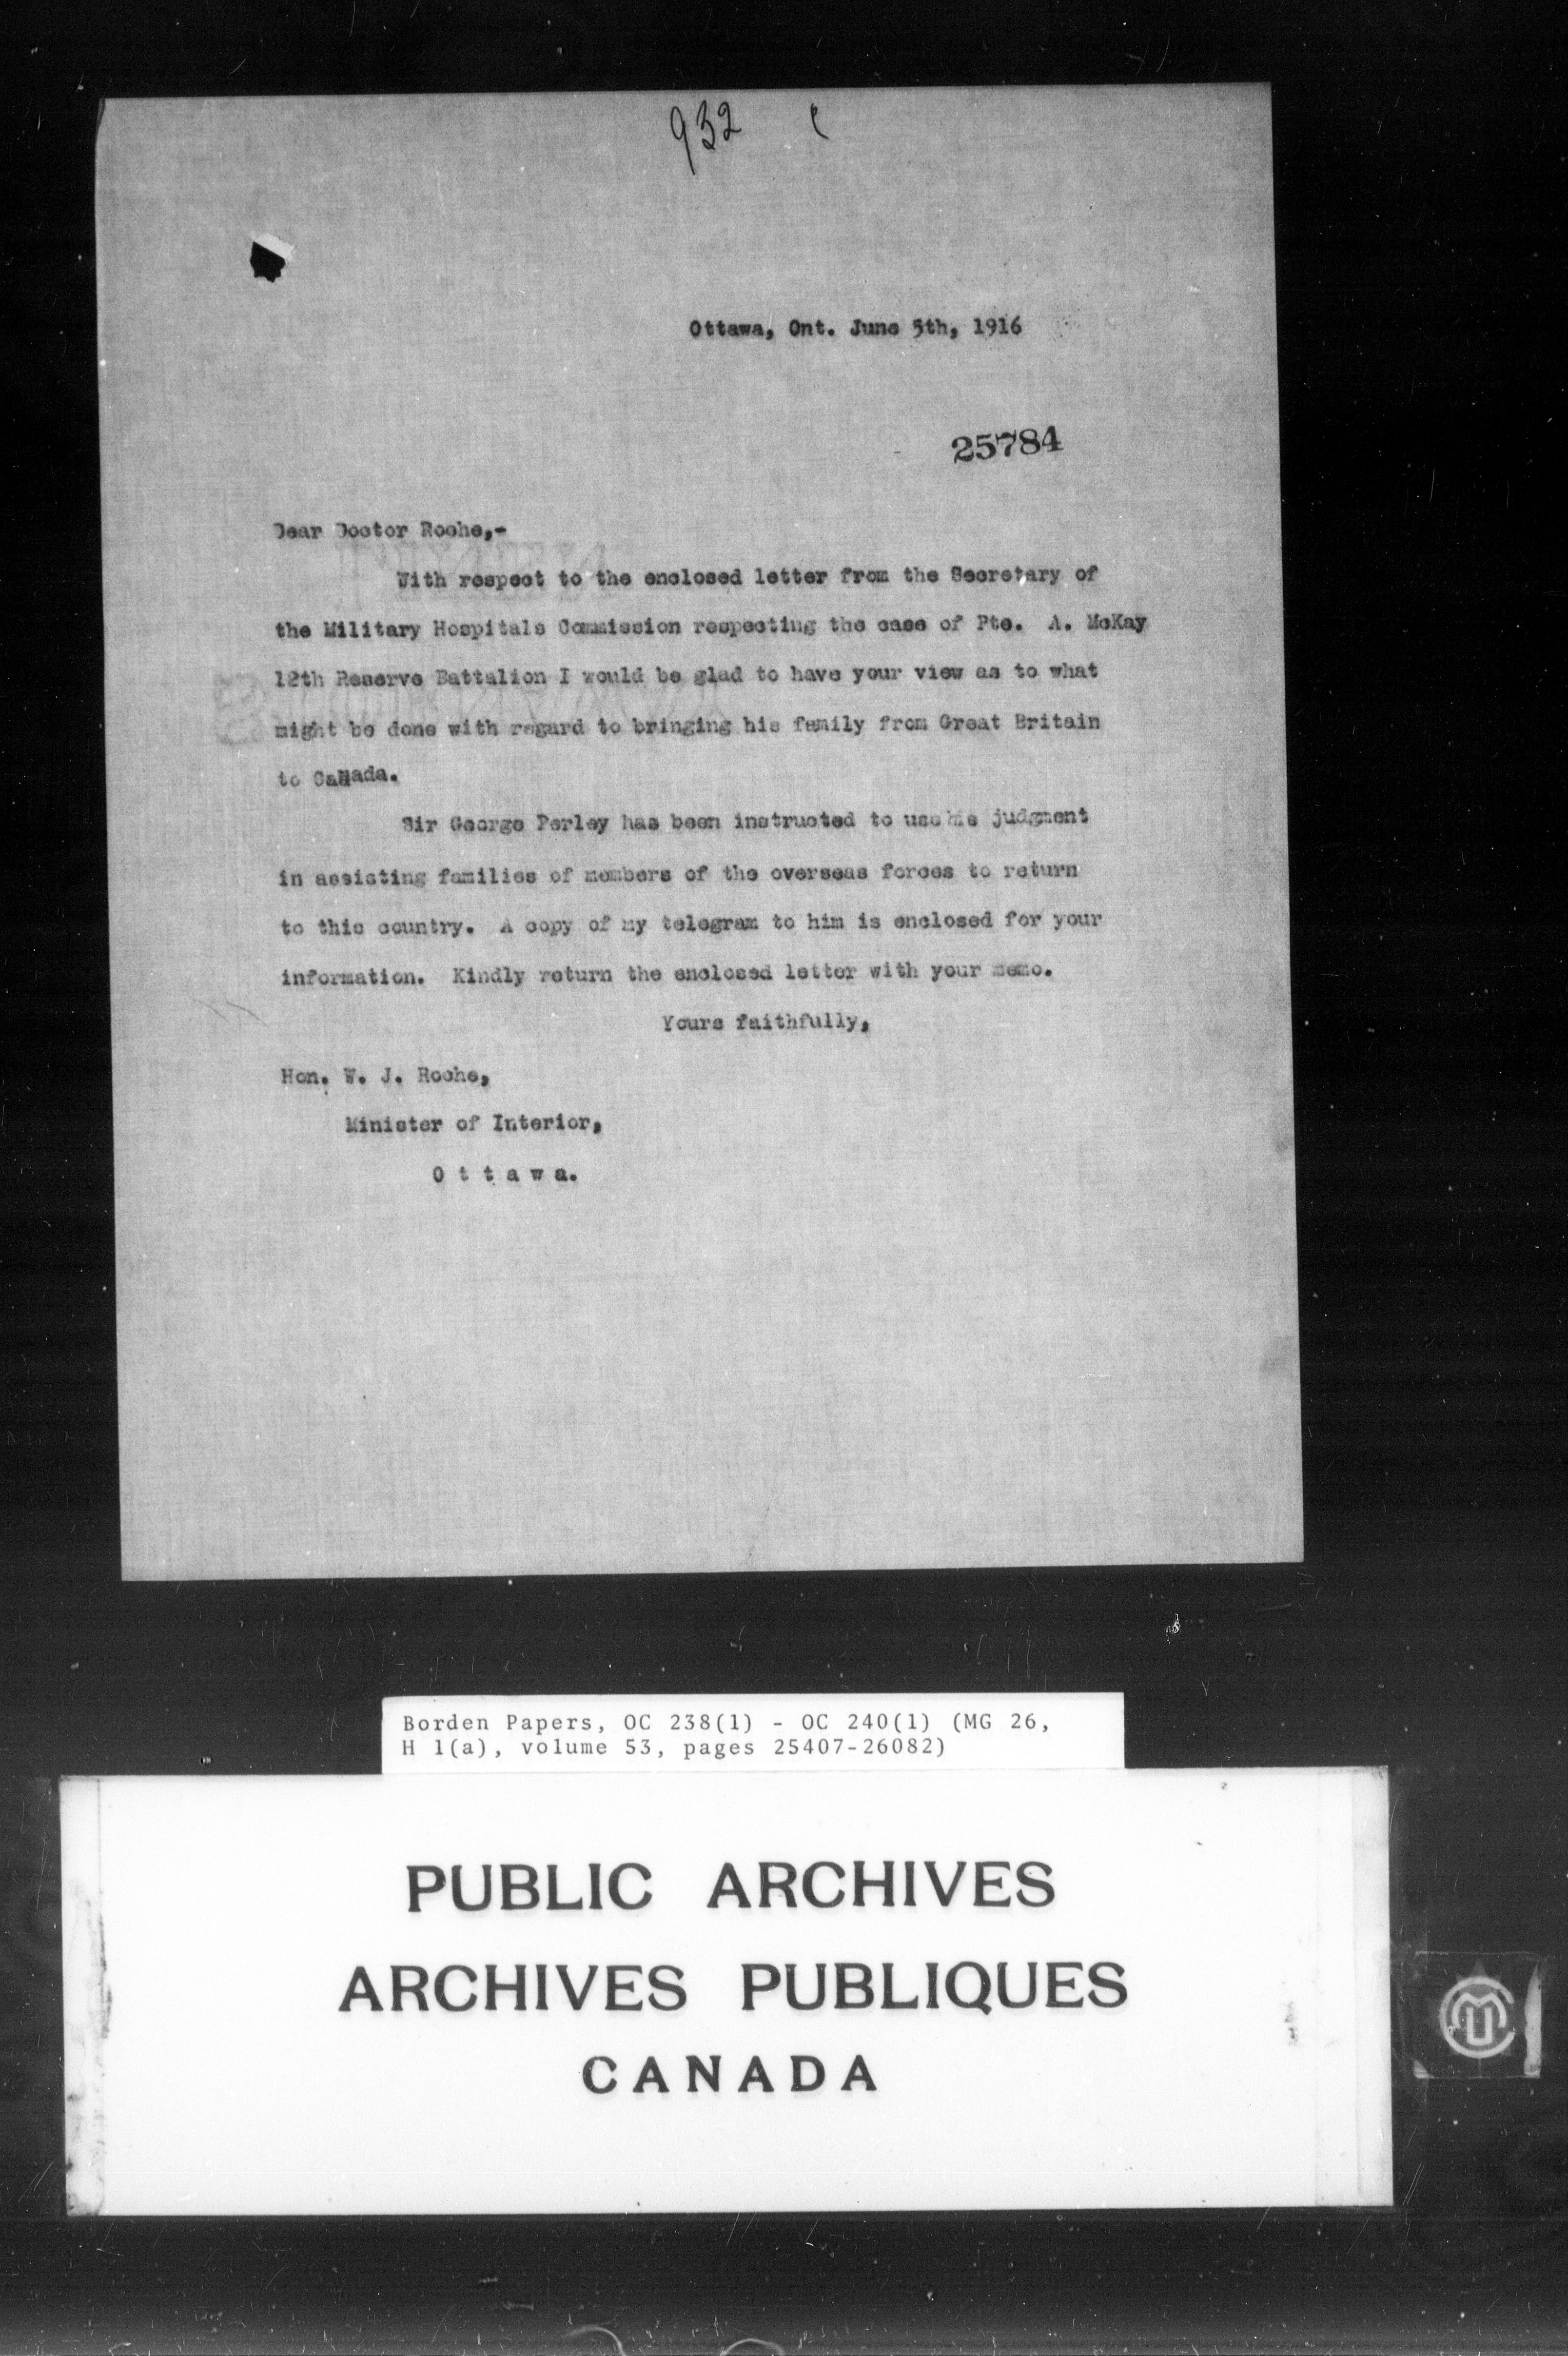 932
Ottawa, Ont. June 5th, 1916
25784
Dear Doctor Roche,-
With respect to the enclosed letter from the Secretary of
the Military Hospitals Commission respecting the case of Pte. A. McKay
12th Reserve Battalion I would be glad to have your view as to what
might be done with regard to bringing his family from Great Britain
to Canada.
Sir George Perley has been instructed to use his judgment
in assisting families of members of the overseas forces to return
to this country. A copy of my telegram to him is enclosed for your
information. Kindly return the enclosed letter with your memo.
Yours faithfully,
Hon. W. J. Roche,
Minister of Interior,
O t t a w a.
Borden Papers, OC 238(1) - OC 240(1) (MG 26,
H 1(a), volume 53, pages 25407-26082)
PUBLIC ARCHIVES
ARCHIVES PUBLIQUES
CANADA